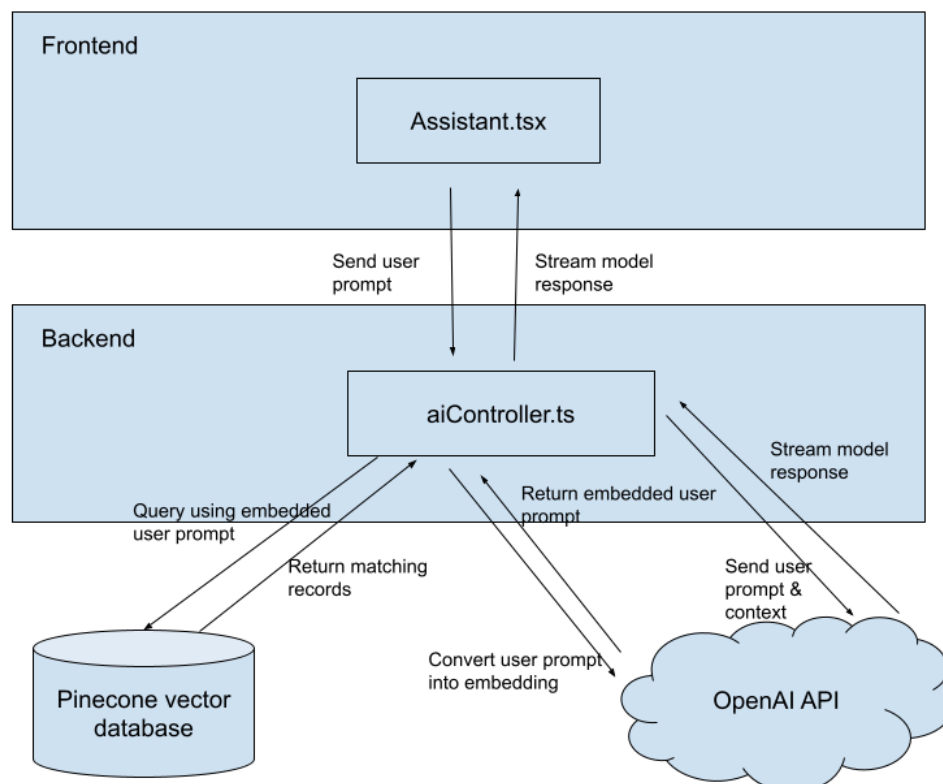 Frontend
Assistant.tsx
Send user
prompt
Stream model
response
Backend
aiController.ts
Stream model
response
Query using embedded
user prompt
Return embedded user
prompt
Return matching
records
Send user
prompt &
context
Convert user prompt
into embedding
Pinecone vector
database
OpenAI API